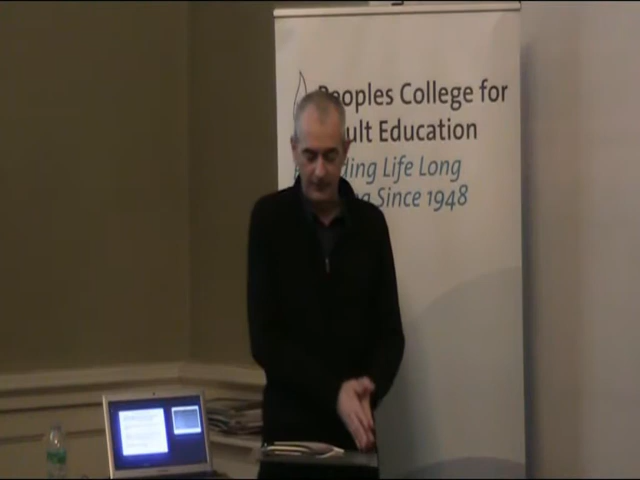 Peoples College for
ult Education
ding Life Long
Since 1948